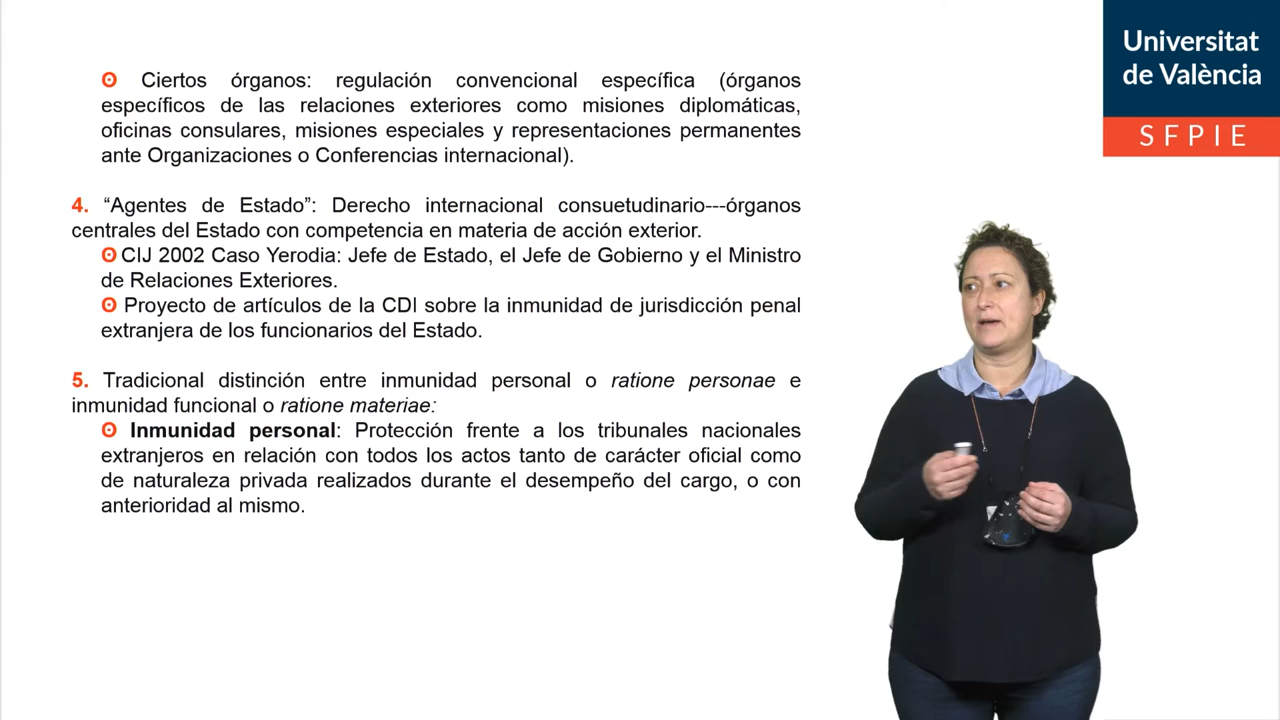 Universitat
de València
SFPIE
ʘ Ciertos órganos: regulación convencional específica (órganos
específicos de las relaciones exteriores como misiones diplomáticas,
oficinas consulares, misiones especiales y representaciones permanentes
ante Organizaciones o Conferencias internacional).
4. “Agentes de Estado”: Derecho internacional consuetudinario---órganos
centrales del Estado con competencia en materia de acción exterior.
ʘ CIJ 2002 Caso Yerodia: Jefe de Estado, el Jefe de Gobierno y el Ministro
de Relaciones Exteriores.
ʘ Proyecto de artículos de la CDI sobre la inmunidad de jurisdicción penal
extranjera de los funcionarios del Estado.
5. Tradicional distinción entre inmunidad personal o ratione personae e
inmunidad funcional o ratione materiae:
ʘ Inmunidad personal: Protección frente a los tribunales nacionales
extranjeros en relación con todos los actos tanto de carácter oficial como
de naturaleza privada realizados durante el desempeño del cargo, o con
anterioridad al mismo.